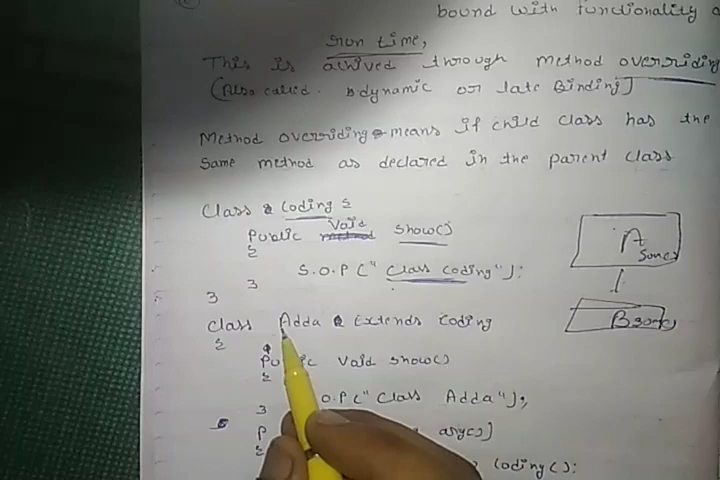 bound with functionality
run time,
This is achived through method overriding
(Also called dynamic or late Binding)
Method overriding means if child class has the
same method as declared in the parent class
Class Coding {
Void
Public method show()
{
S.O.P (" Class Coding");
}
}
A
Class Adda Extends Coding
{
Public Void show()
{
O.P (" Class Adda");
}
P
args)
{
Coding();